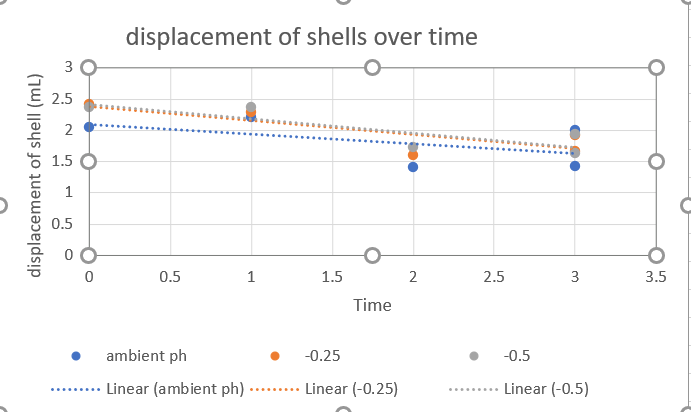 displacement of shells over time
displacement of shell (mL)
3
2.5
2
1.5
1
0.5
0
0 0.5 1 1.5 2 2.5 3 3.5
Time
ambient ph -0.25 -0.5
Linear (ambient ph) Linear (-0.25) Linear (-0.5)